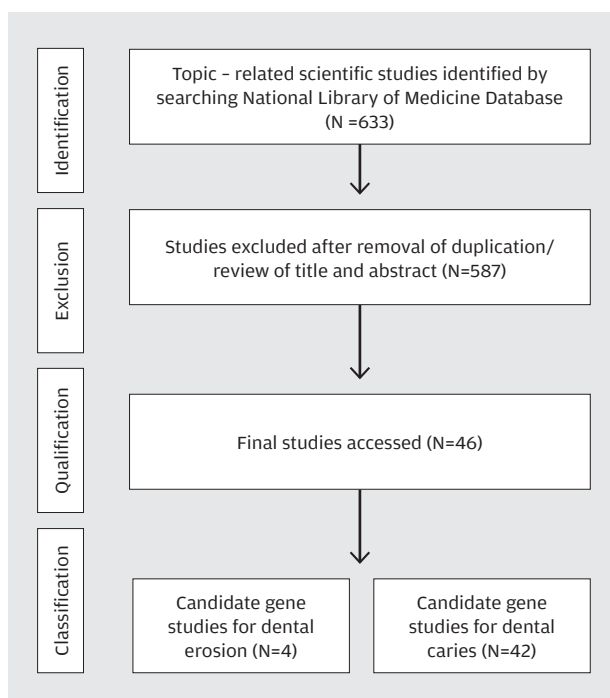 Identification
Topic – related scientific studies identified by
searching National Library of Medicine Database
(N =633)
Exclusion
Studies excluded after removal of duplication/
review of title and abstract (N=587)
Qualification
Final studies accessed (N=46)
Classification
Candidate gene
studies for dental
erosion (N=4)
Candidate gene
studies for dental
caries (N=42)